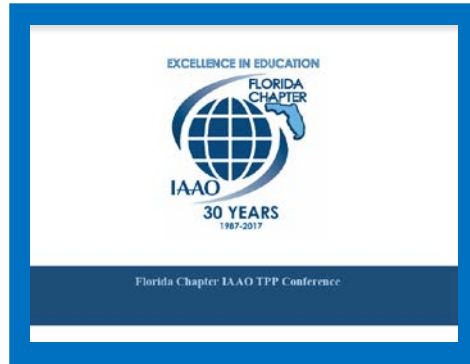 EXCELLENCE IN EDUCATION
FLORIDA
CHAPTER
IAAO
30 YEARS
1987-2017
Florida Chapter IAAO TPP Conference